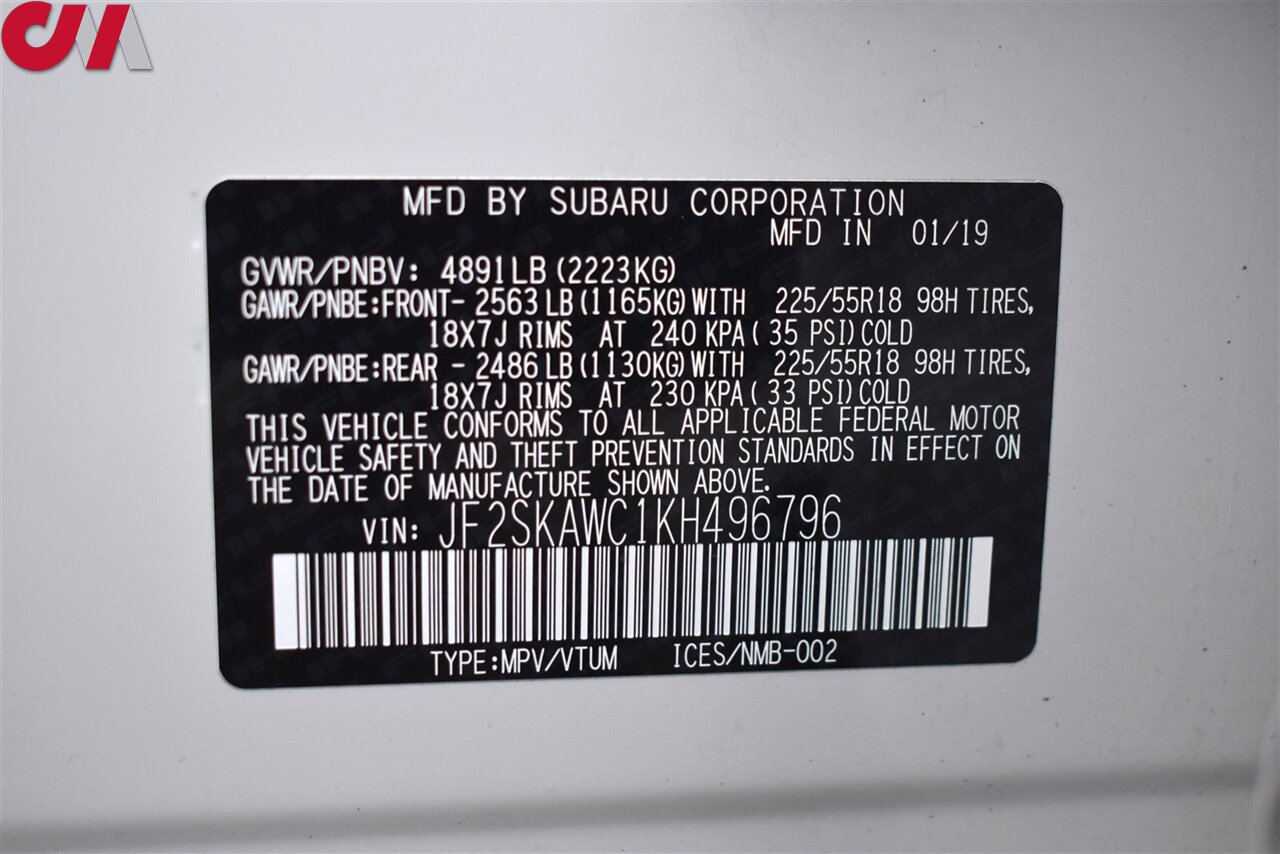 CM
MFD BY SUBARU CORPORATION
MFD IN 01/19
GVWR/PNBV: 4891LB (2223KG)
GAWR/PNBE:FRONT- 2563 LB (1165KG) WITH 225/55R18 98H TIRES,
18X7J RIMS AT 240 KPA ( 35 PSI) COLD
GAWR/PNBE:REAR - 2486 LB (1130KG) WITH 225/55R18 98H TIRES,
18X7J RIMS AT 230 KPA ( 33 PSI) COLD
THIS VEHICLE CONFORMS TO ALL APPLICABLE FEDERAL MOTOR
VEHICLE SAFETY AND THEFT PREVENTION STANDARDS IN EFFECT ON
THE DATE OF MANUFACTURE SHOWN ABOVE.
VIN: JF2SKAWC1KH496796
TYPE:MPV/VTUM ICES/NMB-002